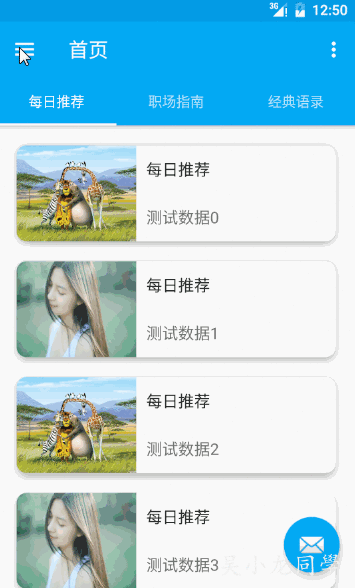 3G 12:50
首页
每日推荐 职场指南 经典语录
每日推荐
测试数据0
每日推荐
测试数据1
每日推荐
测试数据2
每日推荐
测试数据3
吴小龙同學